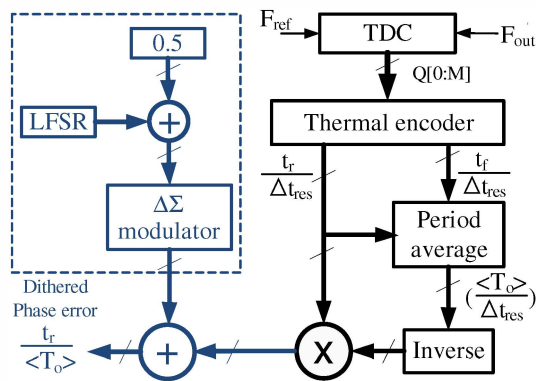 F_ref
TDC
F_out
0.5
Q[0:M]
LFSR
+
Thermal encoder
t_r
Δt_res
t_f
Δt_res
ΔΣ
modulator
Period
average
Dithered
Phase error
t_r
<T_o>
+
X
(<T_o>
Δt_res)
Inverse